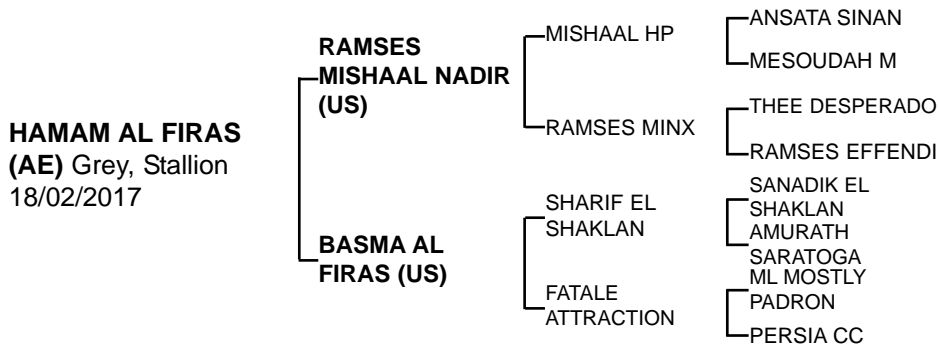 HAMAM AL FIRAS
(AE) Grey, Stallion
18/02/2017
RAMSES
MISHAAL NADIR
(US)
BASMA AL
FIRAS (US)
MISHAAL HP
RAMSES MINX
SHARIF EL
SHAKLAN
FATALE
ATTRACTION
ANSATA SINAN
MESOUDAH M
THEE DESPERADO
RAMSES EFFENDI
SANADIK EL
SHAKLAN
AMURATH
SARATOGA
ML MOSTLY
PADRON
PERSIA CC